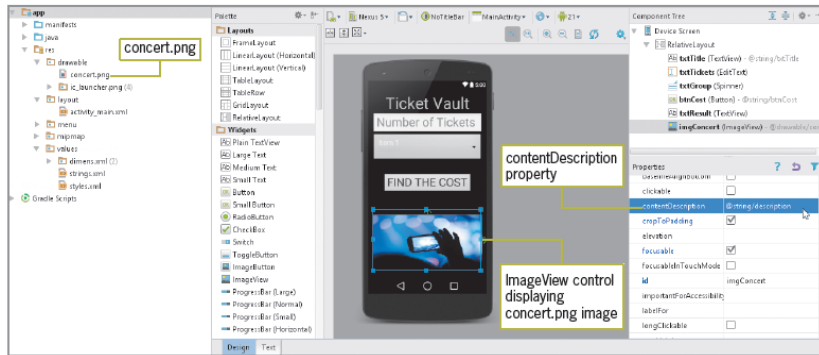 app
manifests
java
res
drawable
concert.png
ic_launcher.png (4)
layout
activity_main.xml
menu
mipmap
values
dimens.xml (2)
strings.xml
styles.xml
Gradle Scripts
concert.png
Palette
Layouts
FrameLayout
LinearLayout (Horizontal)
LinearLayout (Vertical)
TableLayout
TableRow
GridLayout
RelativeLayout
Widgets
Plain TextView
Large Text
Medium Text
Small Text
Button
Small Button
RadioButton
CheckBox
Switch
ToggleButton
ImageButton
ImageView
ProgressBar (Large)
ProgressBar (Normal)
ProgressBar (Small)
ProgressBar (Horizontal)
Design Text
Nexus 5 NoTitleBar MainActivity 21
Ticket Vault
Number of Tickets
FIND THE COST
contentDescription
property
ImageView control
displaying
concert.png image
Component Tree
Device Screen
RelativeLayout
txtTitle (TextView) - @string/txtTitle
txtTickets (EditText)
txtGroup (Spinner)
btnCost (Button) - @string/btnCost
txtResult (TextView)
imgConcert (ImageView) - @drawable/co
Properties
baselineAlignBottom
clickable
contentDescription @string/description
cropToPadding
elevation
focusable
focusableInTouchMode
id imgConcert
importantForAccessibility
labelFor
longClickable